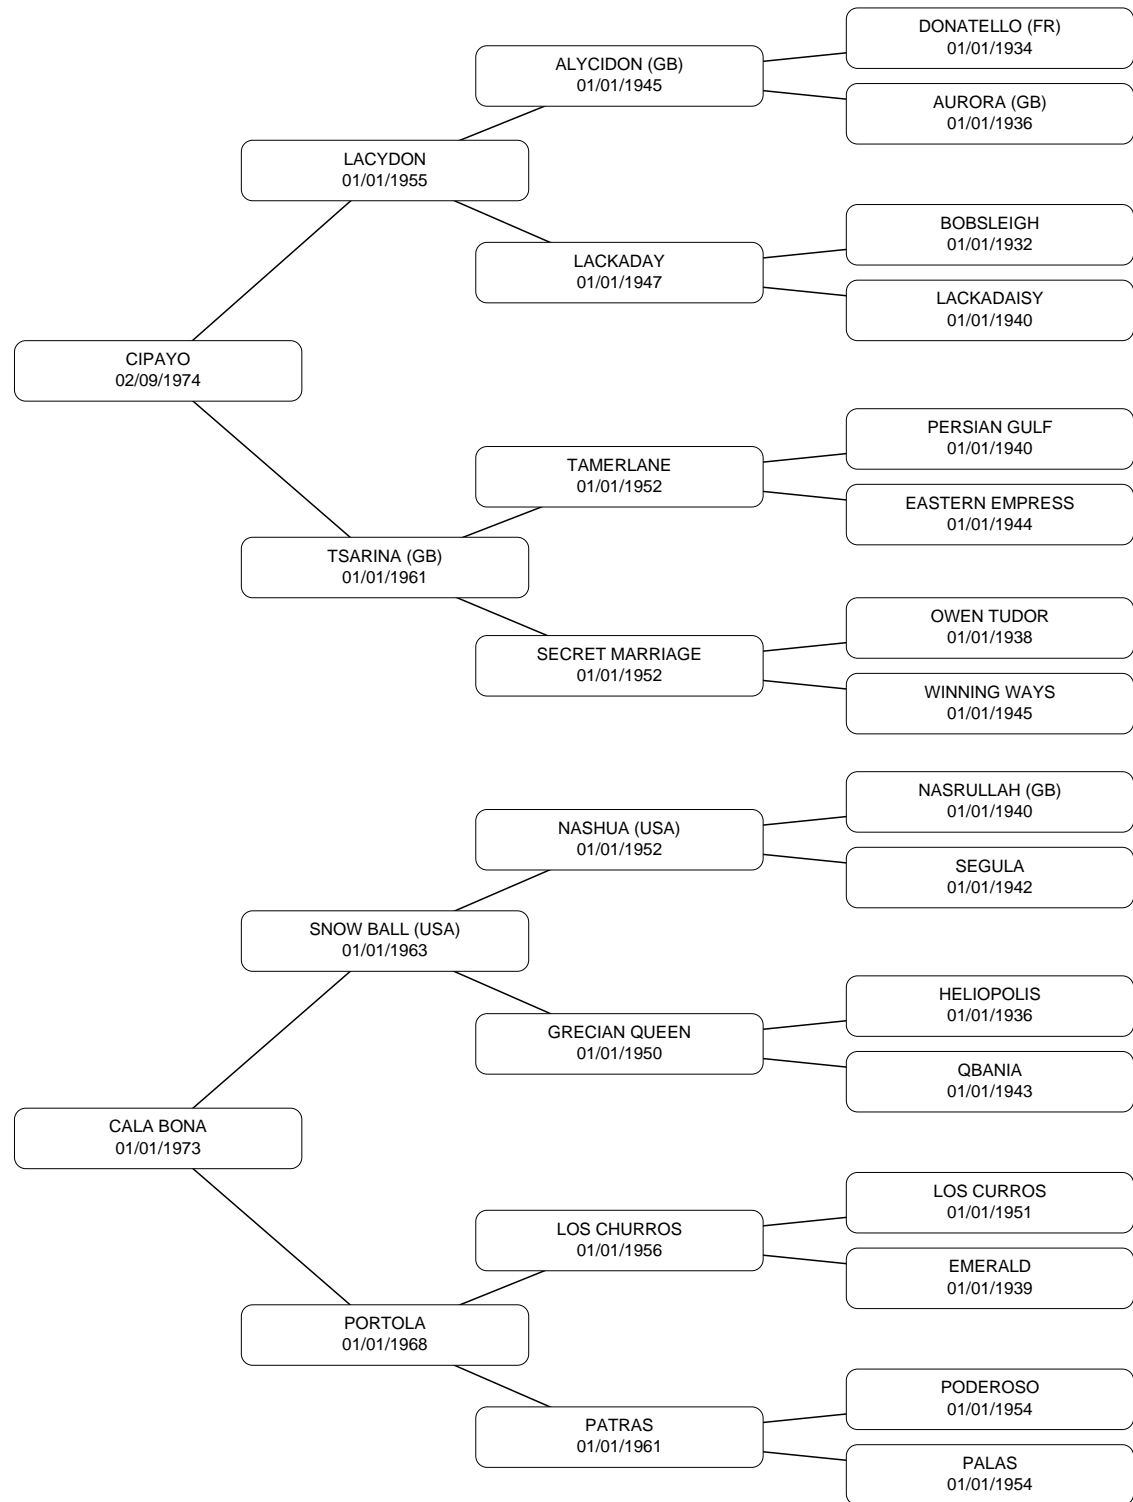 DONATELLO (FR)
01/01/1934
ALYCIDON (GB)
01/01/1945
AURORA (GB)
01/01/1936
LACYDON
01/01/1955
BOBSLEIGH
01/01/1932
LACKADAY
01/01/1947
LACKADAISY
01/01/1940
CIPAYO
02/09/1974
PERSIAN GULF
01/01/1940
TAMERLANE
01/01/1952
EASTERN EMPRESS
01/01/1944
TSARINA (GB)
01/01/1961
OWEN TUDOR
01/01/1938
SECRET MARRIAGE
01/01/1952
WINNING WAYS
01/01/1945
NASRULLAH (GB)
01/01/1940
NASHUA (USA)
01/01/1952
SEGULA
01/01/1942
SNOW BALL (USA)
01/01/1963
HELIOPOLIS
01/01/1936
GRECIAN QUEEN
01/01/1950
QBANIA
01/01/1943
CALA BONA
01/01/1973
LOS CURROS
01/01/1951
LOS CHURROS
01/01/1956
EMERALD
01/01/1939
PORTOLA
01/01/1968
PODEROSO
01/01/1954
PATRAS
01/01/1961
PALAS
01/01/1954